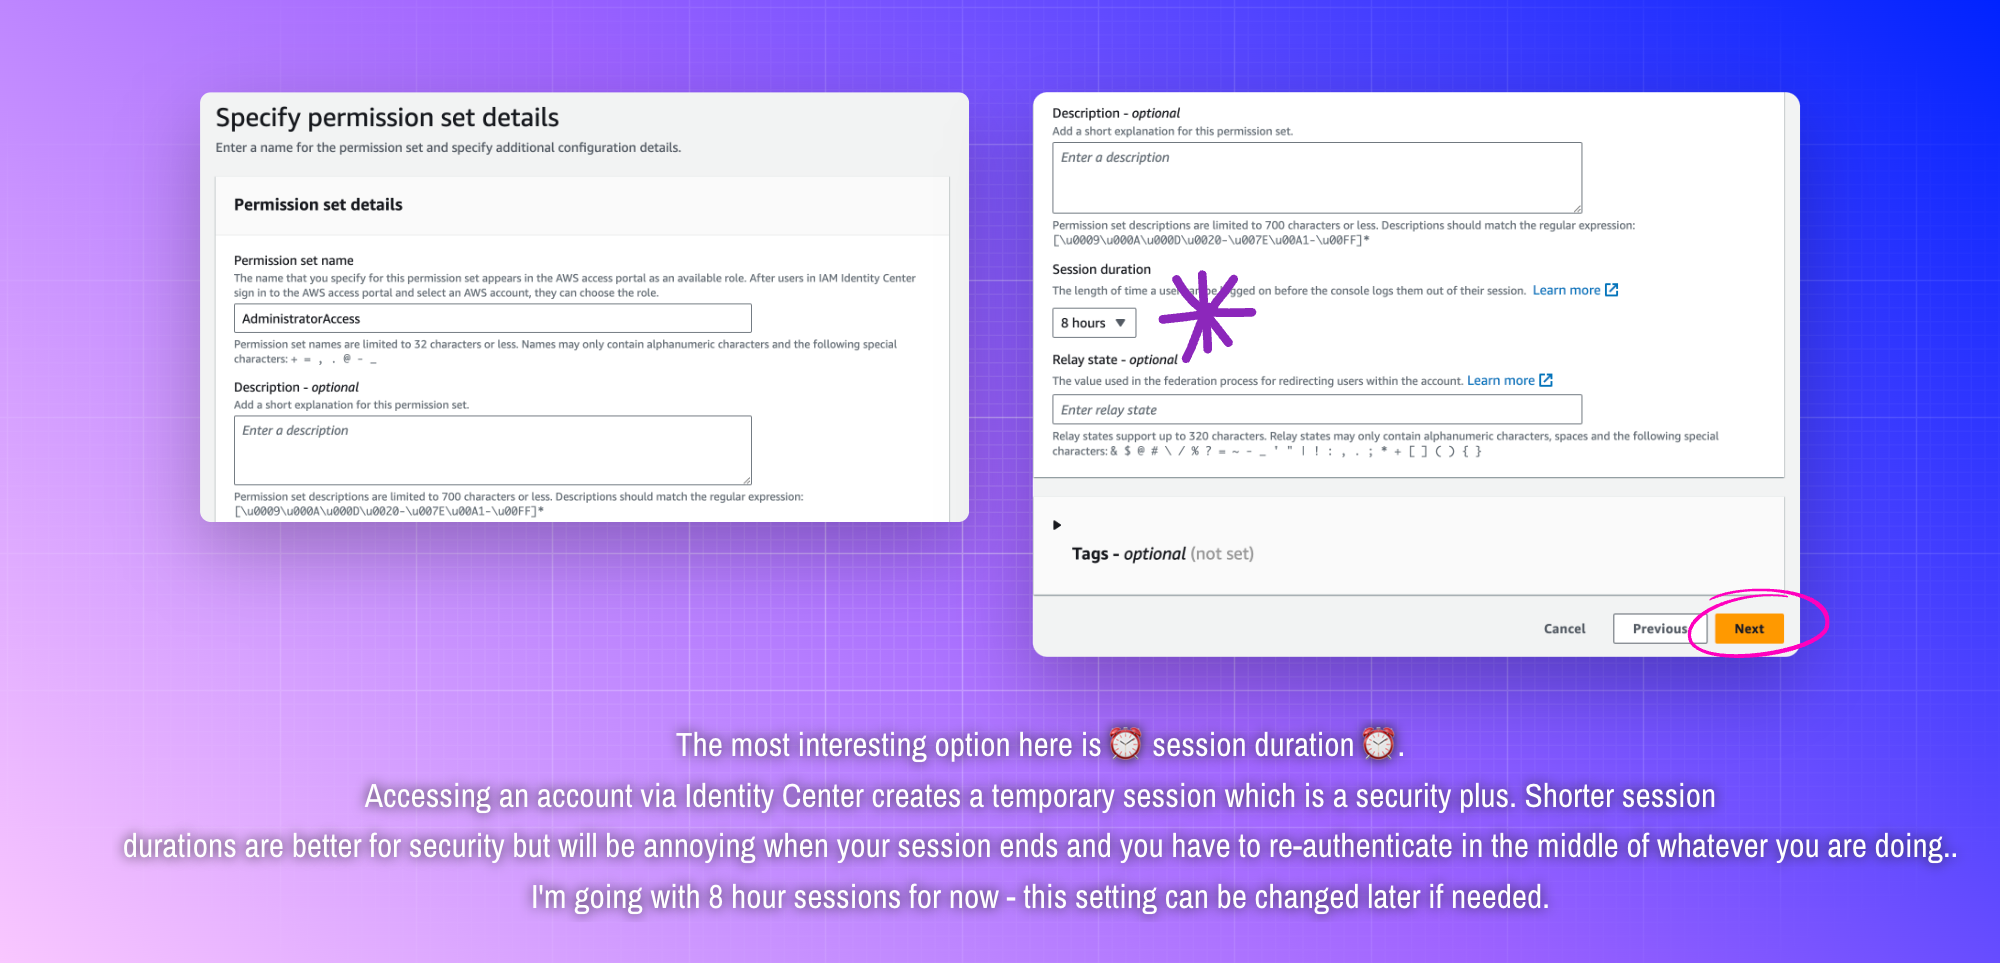 Specify permission set details
Enter a name for the permission set and specify additional configuration details.
Permission set details
Permission set name
The name that you specify for this permission set appears in the AWS access portal as an available role. After users in IAM Identity Center
sign in to the AWS access portal and select an AWS account, they can choose the role.
AdministratorAccess
Permission set names are limited to 32 characters or less. Names may only contain alphanumeric characters and the following special
characters: + = , . @ - _
Description - optional
Add a short explanation for this permission set.
Enter a description
Permission set descriptions are limited to 700 characters or less. Descriptions should match the regular expression:
[\u0009\u000A\u000D\u0020-\u007E\u00A1-\u00FF]*
Description - optional
Add a short explanation for this permission set.
Enter a description
Permission set descriptions are limited to 700 characters or less. Descriptions should match the regular expression:
[\u0009\u000A\u000D\u0020-\u007E\u00A1-\u00FF]*
Session duration
The length of time a user can be logged on before the console logs them out of their session. Learn more
8 hours
Relay state - optional
The value used in the federation process for redirecting users within the account. Learn more
Enter relay state
Relay states support up to 320 characters. Relay states may only contain alphanumeric characters, spaces and the following special
characters: & $ @ # \ / % ? = ~ - _ ' " | ! : , . ; * + [ ] ( ) { }
Tags - optional (not set)
Cancel
Previous
Next
The most interesting option here is ⏰ session duration ⏰.
Accessing an account via Identity Center creates a temporary session which is a security plus. Shorter session
durations are better for security but will be annoying when your session ends and you have to re-authenticate in the middle of whatever you are doing..
I'm going with 8 hour sessions for now - this setting can be changed later if needed.